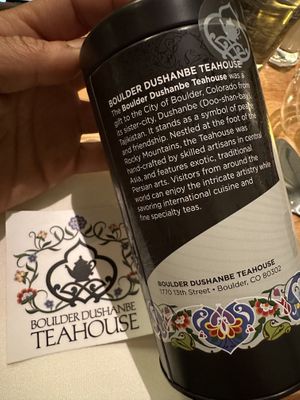 BOULDER DUSHANBE TEAHOUSE
The Boulder Dushanbe Teahouse was a
gift to the City of Boulder, Colorado from
its sister-city, Dushanbe (Doo-shan-bay),
Tajikistan. It stands as a symbol of peace
and friendship. Nestled at the foot of the
Rocky Mountains, the Teahouse was
hand-crafted by skilled artisans in central
Asia, and features exotic, traditional
Persian arts. Visitors from around the
world can enjoy the intricate artistry while
savoring international cuisine and
fine specialty teas.
BOULDER DUSHANBE TEAHOUSE
1770 13th Street • Boulder, CO 80302
BOULDER DUSHANBE
TEAHOUSE